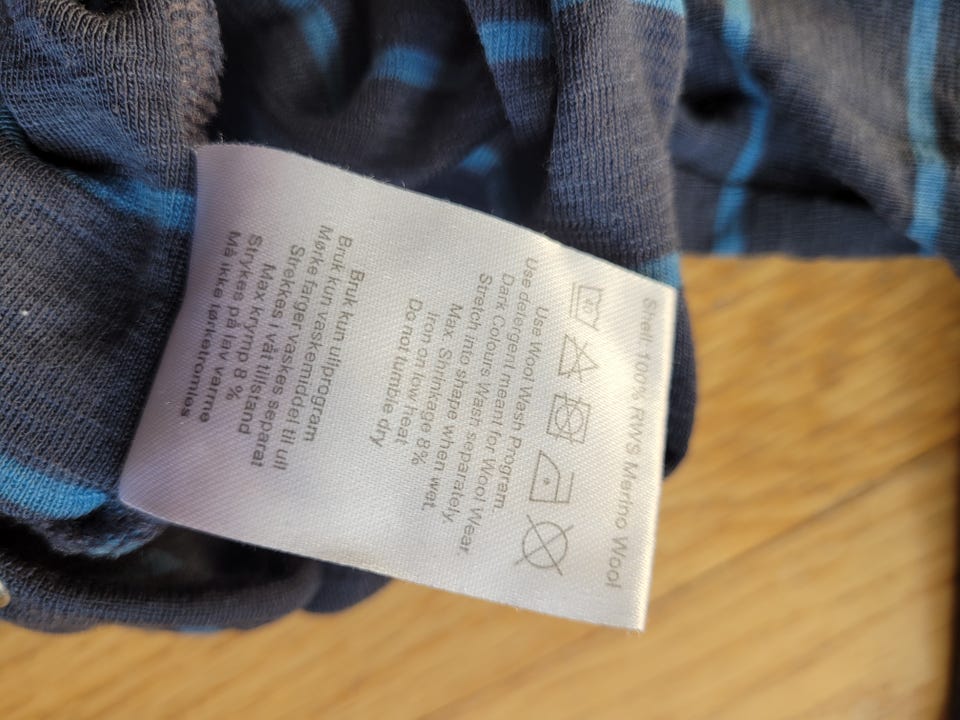 Shell: 100% RWS Merino Wool
40
Use Wool Wash Program.
Use detergent meant for Wool Wear.
Dark Colours Wash separately.
Stretch into shape when wet.
Max. Shrinkage 8%
Iron on low heat
Do not tumble dry
Bruk kun ullprogram
Bruk kun vaskemiddel til ull
Mørke farger vaskes separat
Strekkes i våt tilstand
Max krymp 8 %
Strykes på lav varme
Må ikke tørketromles